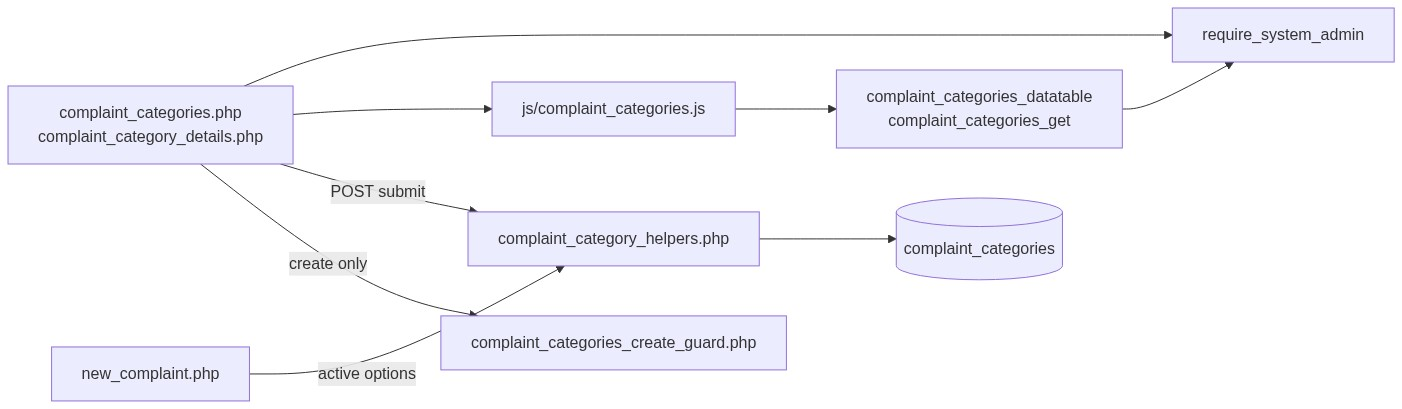 require_system_admin
complaint_categories.php
complaint_category_details.php
js/complaint_categories.js
complaint_categories_datatable
complaint_categories_get
POST submit
complaint_category_helpers.php
complaint_categories
create only
complaint_categories_create_guard.php
new_complaint.php
active options